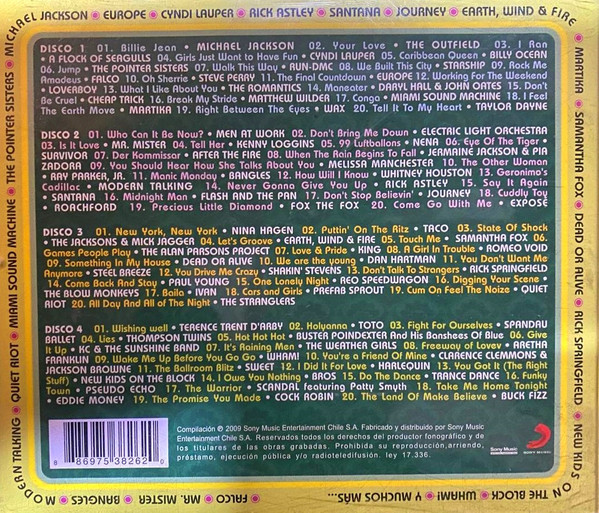 MICHAEL JACKSON • EUROPE • CYNDI LAUPER • RICK ASTLEY • SANTANA • JOURNEY • EARTH, WIND & FIRE •
MARTIKA • SAMANTHA FOX • DEAD OR ALIVE • RICK SPRINGFIELD • NEW KIDS ON THE BLOCK • WHAM! • Y MUCHOS MÁS...
• FALCO • MR. MISTER • BANGLES • MODERN TALKING • QUIET RIOT • MIAMI SOUND MACHINE • THE POINTER SISTERS •
DISCO 1 01. Billie Jean • MICHAEL JACKSON 02. Your Love • THE OUTFIELD 03. I Ran
• A FLOCK OF SEAGULLS 04. Girls Just Want to Have Fun • CYNDI LAUPER 05. Caribbean Queen • BILLY OCEAN
06. Jump • THE POINTER SISTERS 07. Walk This Way • RUN-DMC 08. We Built This City • STARSHIP 09. Rock Me
Amadeus • FALCO 10. Oh Sherrie • STEVE PERRY 11. The Final Countdown • EUROPE 12. Working For The Weekend
• LOVERBOY 13. What I Like About You • THE ROMANTICS 14. Maneater • DARYL HALL & JOHN OATES 15. Don't
Be Cruel • CHEAP TRICK 16. Break My Stride • MATTHEW WILDER 17. Conga • MIAMI SOUND MACHINE 18. I Feel
The Earth Move • MARTIKA 19. Right Between The Eyes • WAX 20. Tell It To My Heart • TAYLOR DAYNE
DISCO 2 01. Who Can It Be Now? • MEN AT WORK 02. Don't Bring Me Down • ELECTRIC LIGHT ORCHESTRA
03. Is It Love • MR. MISTER 04. Tell Her • KENNY LOGGINS 05. 99 Luftballons • NENA 06. Eye Of The Tiger •
SURVIVOR 07. Der Kommissar • AFTER THE FIRE 08. When The Rain Begins To Fall • JERMAINE JACKSON & PIA
ZADORA 09. You Should Hear How She Talks About You • MELISSA MANCHESTER 10. The Other Woman
• RAY PARKER, JR. 11. Manic Monday • BANGLES 12. How Will I Know • WHITNEY HOUSTON 13. Geronimo's
Cadillac • MODERN TALKING 14. Never Gonna Give You Up • RICK ASTLEY 15. Say It Again
• SANTANA 16. Midnight Man • FLASH AND THE PAN 17. Don't Stop Believin' • JOURNEY 18. Cuddly Toy
• ROACHFORD 19. Precious Little Diamond • FOX THE FOX 20. Come Go With Me • EXPOSÉ
DISCO 3 01. New York, New York • NINA HAGEN 02. Puttin' On The Ritz • TACO 03. State Of Shock
• THE JACKSONS & MICK JAGGER 04. Let's Groove • EARTH, WIND & FIRE 05. Touch Me • SAMANTHA FOX 06.
Games People Play • THE ALAN PARSONS PROJECT 07. Love & Pride • KING 08. A Girl In Trouble • ROMEO VOID
09. Something In My House • DEAD OR ALIVE 10. We are the young • DAN HARTMAN 11. You Don't Want Me
Anymore • STEEL BREEZE 12. You Drive Me Crazy • SHAKIN' STEVENS 13. Don't Talk To Strangers • RICK SPRINGFIELD
14. Come Back And Stay • PAUL YOUNG 15. One Lonely Night • REO SPEEDWAGON 16. Digging Your Scene •
THE BLOW MONKEYS 17. Baila • IVAN 18. Cars and Girls • PREFAB SPROUT 19. Cum On Feel The Noize • QUIET
RIOT 20. All Day And All Of The Night • THE STRANGLERS
DISCO 4 01. Wishing well • TERENCE TRENT D'ARBY 02. Holyanna • TOTO 03. Fight For Ourselves • SPANDAU
BALLET 04. Lies • THOMPSON TWINS 05. Hot Hot Hot • BUSTER POINDEXTER And His Banshees Of Blue 06. Give
It Up • KC & THE SUNSHINE BAND 07. It's Raining Men • THE WEATHER GIRLS 08. Freeway of Love • ARETHA
FRANKLIN 09. Wake Me Up Before You Go Go • WHAM! 10. You're a Friend Of Mine • CLARENCE CLEMMONS &
JACKSON BROWNE 11. The Ballroom Blitz • SWEET 12. I Did It For Love • HARLEQUIN 13. You Got It (The Right
Stuff) • NEW KIDS ON THE BLOCK 14. I Owe You Nothing • BROS 15. Do The Dance • TRANCE DANCE 16. Funky
Town • PSEUDO ECHO 17. The Warrior • SCANDAL featuring Patty Smyth 18. Take Me Home Tonight
• EDDIE MONEY 19. The Promise You Made • COCK ROBIN 20. The Land Of Make Believe • BUCK FIZZ
Compilación ℗ 2009 Sony Music Entertainment Chile S.A. Fabricado y distribuido por Sony Music
Entertainment Chile S.A. Reservados todos los derechos del productor fonográfico y de
los titulares de las obras grabadas. Prohibida su reproducción, arriendo,
préstamo, ejecución pública y/o radioteledifusión. ley 17.336.
8 86975 38262 0
Sony Music
SONY MUSIC